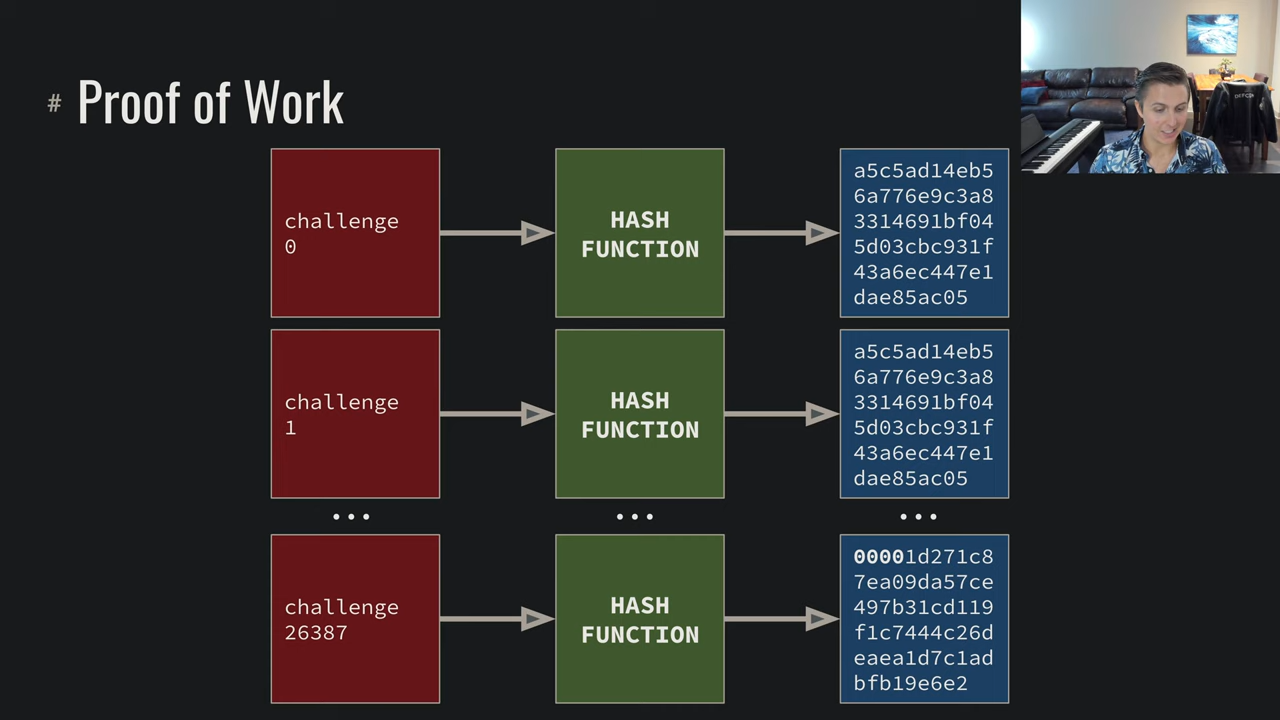 # Proof of Work
challenge
0
HASH
FUNCTION
a5c5ad14eb5
6a776e9c3a8
3314691bf04
5d03cbc931f
43a6ec447e1
dae85ac05
challenge
1
HASH
FUNCTION
a5c5ad14eb5
6a776e9c3a8
3314691bf04
5d03cbc931f
43a6ec447e1
dae85ac05
... ... ...
challenge
26387
HASH
FUNCTION
00001d271c8
7ea09da57ce
497b31cd119
f1c7444c26d
eaea1d7c1ad
bfb19e6e2